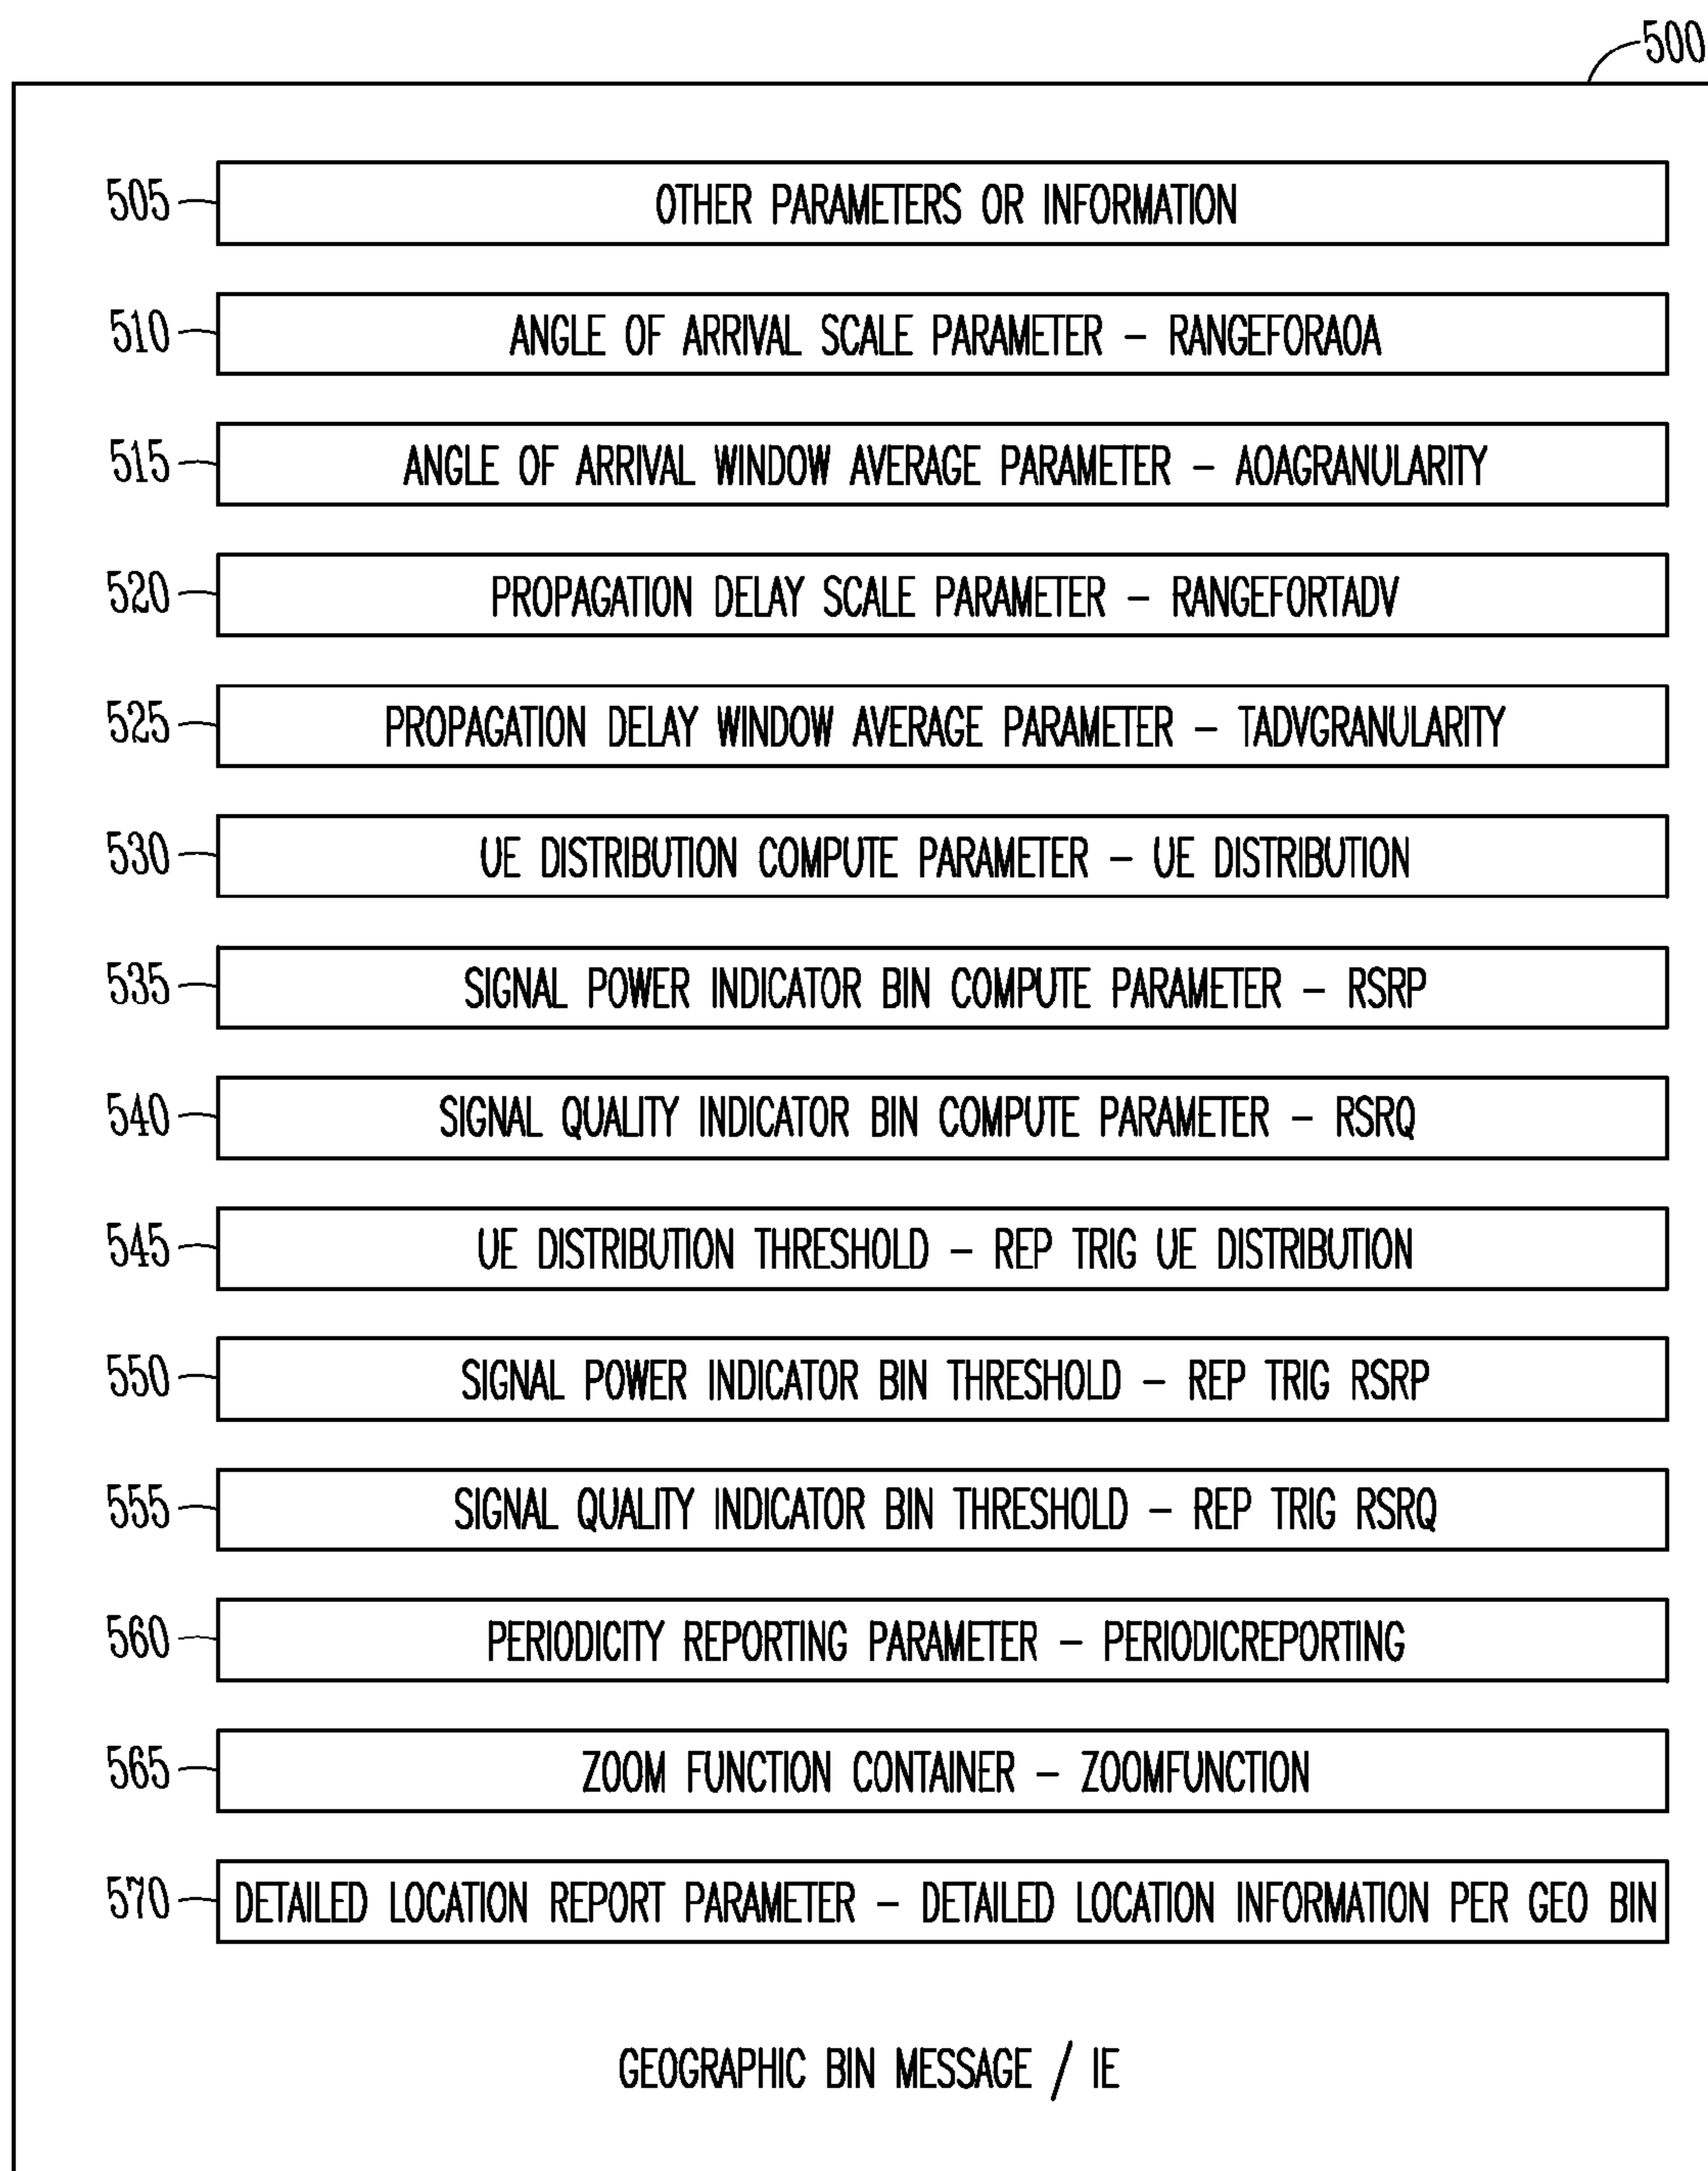 500
505 OTHER PARAMETERS OR INFORMATION
510 ANGLE OF ARRIVAL SCALE PARAMETER – RANGEFORAOA
515 ANGLE OF ARRIVAL WINDOW AVERAGE PARAMETER – AOAGRANULARITY
520 PROPAGATION DELAY SCALE PARAMETER – RANGEFORTADV
525 PROPAGATION DELAY WINDOW AVERAGE PARAMETER – TADVGRANULARITY
530 UE DISTRIBUTION COMPUTE PARAMETER – UE DISTRIBUTION
535 SIGNAL POWER INDICATOR BIN COMPUTE PARAMETER – RSRP
540 SIGNAL QUALITY INDICATOR BIN COMPUTE PARAMETER – RSRQ
545 UE DISTRIBUTION THRESHOLD – REP TRIG UE DISTRIBUTION
550 SIGNAL POWER INDICATOR BIN THRESHOLD – REP TRIG RSRP
555 SIGNAL QUALITY INDICATOR BIN THRESHOLD – REP TRIG RSRQ
560 PERIODICITY REPORTING PARAMETER – PERIODICREPORTING
565 ZOOM FUNCTION CONTAINER – ZOOMFUNCTION
570 DETAILED LOCATION REPORT PARAMETER – DETAILED LOCATION INFORMATION PER GEO BIN
GEOGRAPHIC BIN MESSAGE / IE